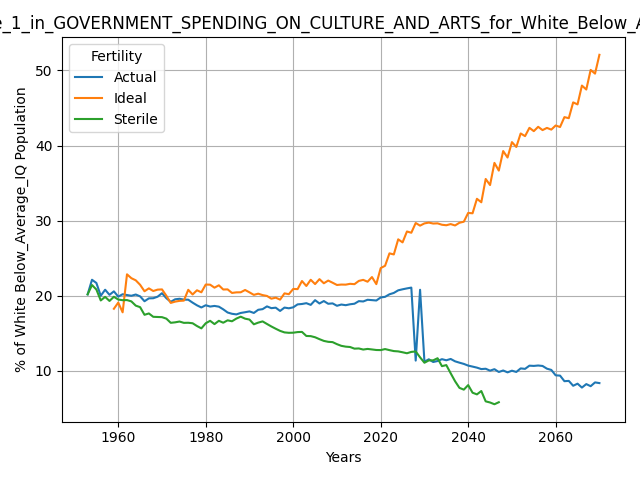 _1_in_GOVERNMENT_SPENDING_ON_CULTURE_AND_ARTS_for_White_Below_A
Fertility
Actual
Ideal
Sterile
% of White Below_Average_IQ Population
50
40
30
20
10
1960
1980
2000
2020
2040
2060
Years